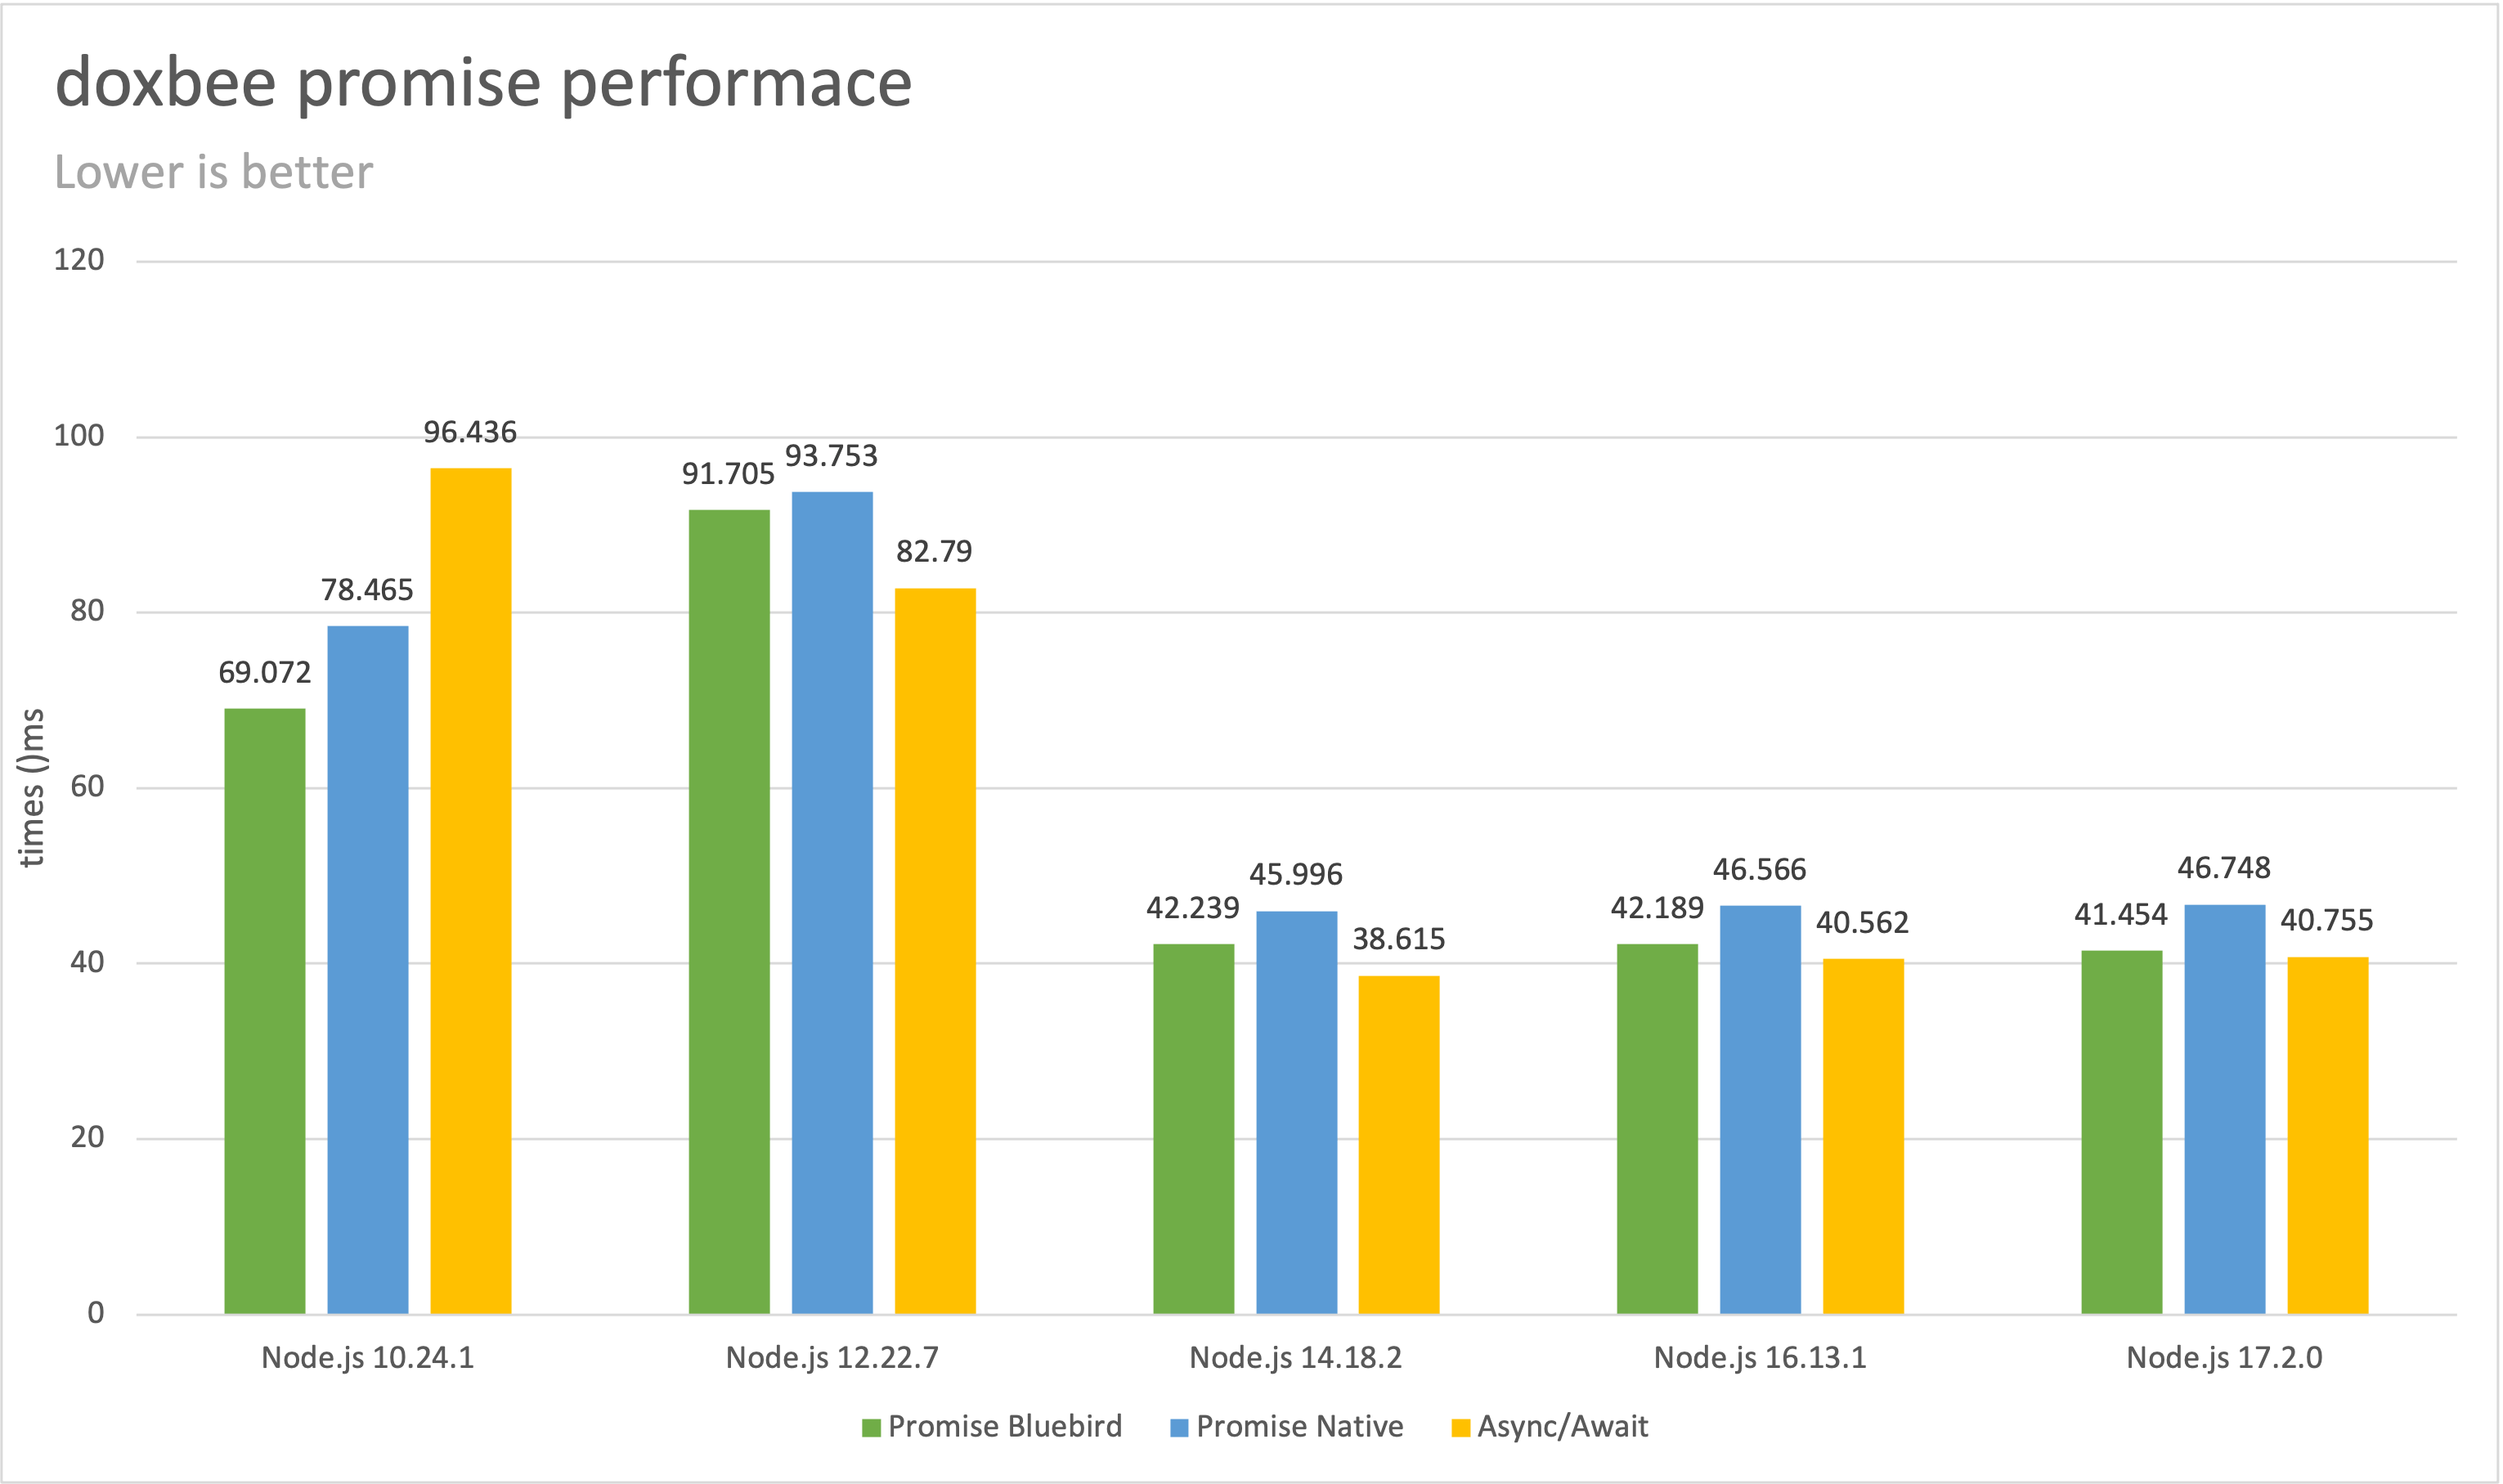 doxbee promise performace
Lower is better
120
100
80
60
40
20
0
times ()ms
69.072
78.465
96.436
91.705
93.753
82.79
42.239
45.996
38.615
42.189
46.566
40.562
41.454
46.748
40.755
Node.js 10.24.1
Node.js 12.22.7
Node.js 14.18.2
Node.js 16.13.1
Node.js 17.2.0
Promise Bluebird
Promise Native
Async/Await